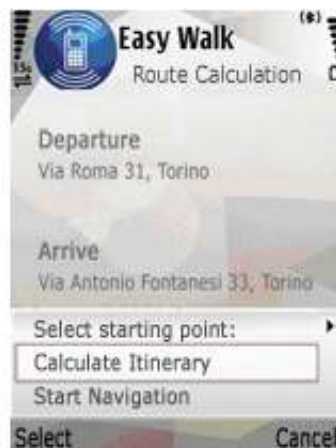 Easy Walk
Route Calculation
Departure
Via Roma 31, Torino
Arrive
Via Antonio Fontanesi 33, Torino
Select starting point:
Calculate Itinerary
Start Navigation
Select Cancel